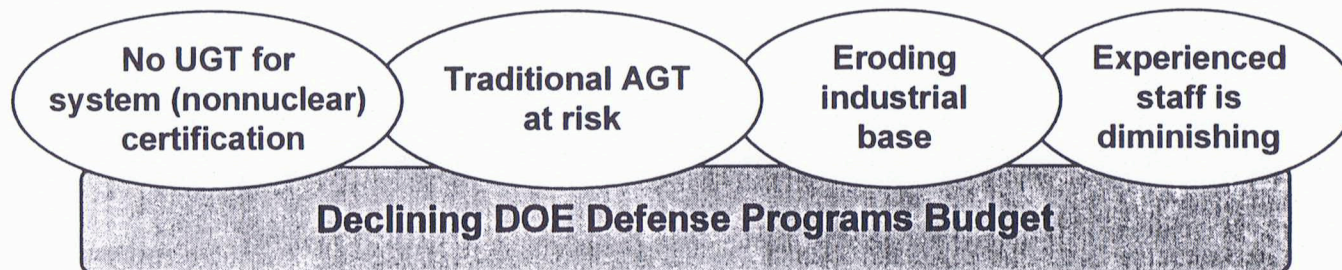 No UGT for
system (nonnuclear)
certification
Traditional AGT
at risk
Eroding
industrial
base
Experienced
staff is
diminishing
Declining DOE Defense Programs Budget